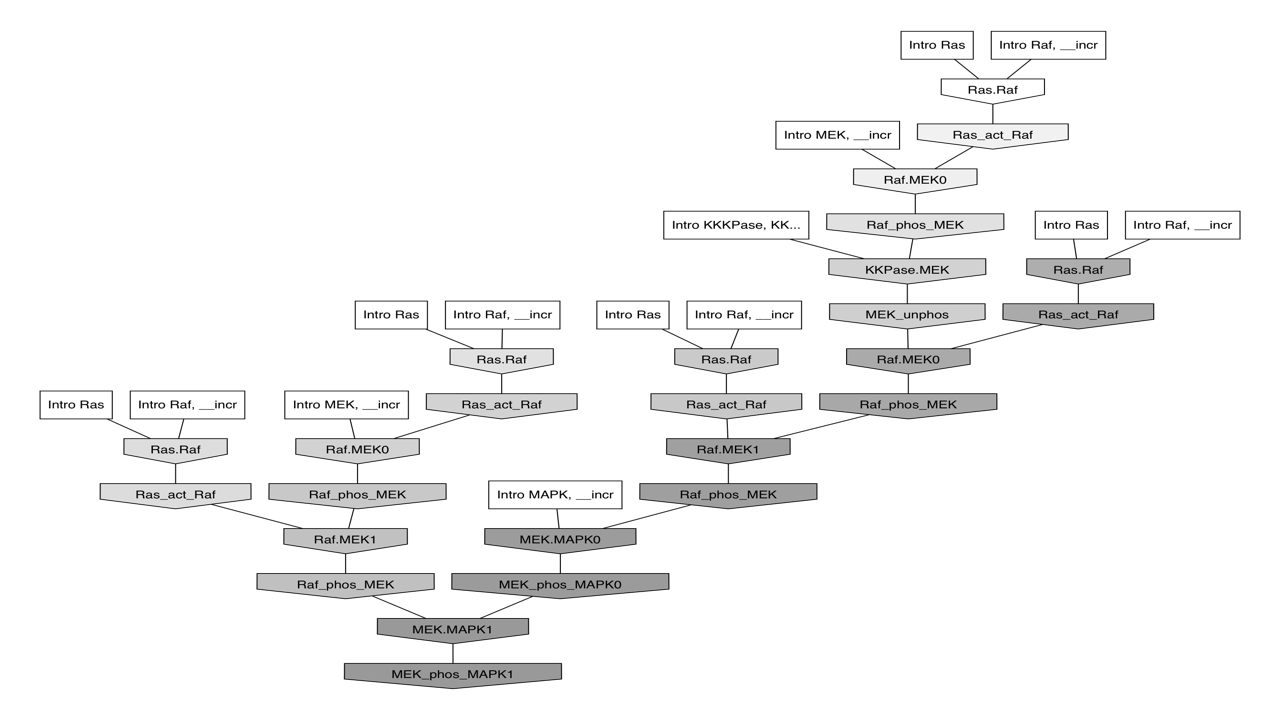 Intro Ras
Intro Raf, __incr
Ras.Raf
Intro MEK, __incr
Ras_act_Raf
Raf.MEK0
Intro KKKPase, KK...
Raf_phos_MEK
Intro Ras
Intro Raf, __incr
KKPase.MEK
Ras.Raf
Intro Ras
Intro Raf, __incr
Intro Ras
Intro Raf, __incr
MEK_unphos
Ras_act_Raf
Ras.Raf
Ras.Raf
Raf.MEK0
Intro Ras
Intro Raf, __incr
Intro MEK, __incr
Ras_act_Raf
Ras_act_Raf
Raf_phos_MEK
Ras.Raf
Raf.MEK0
Raf.MEK1
Ras_act_Raf
Raf_phos_MEK
Intro MAPK, __incr
Raf_phos_MEK
Raf.MEK1
MEK.MAPK0
Raf_phos_MEK
MEK_phos_MAPK0
MEK.MAPK1
MEK_phos_MAPK1